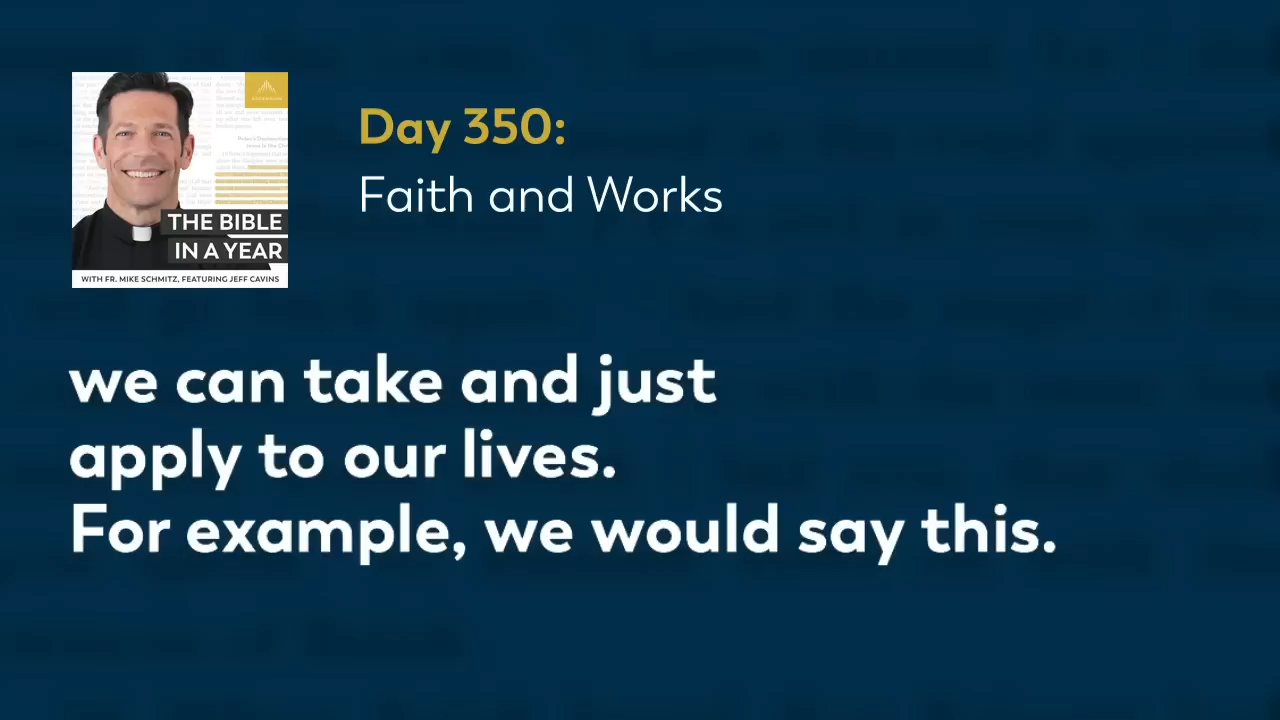 THE BIBLE
IN A YEAR
WITH FR. MIKE SCHMITZ, FEATURING JEFF CAVINS
Day 350:
Faith and Works
we can take and just
apply to our lives.
For example, we would say this.